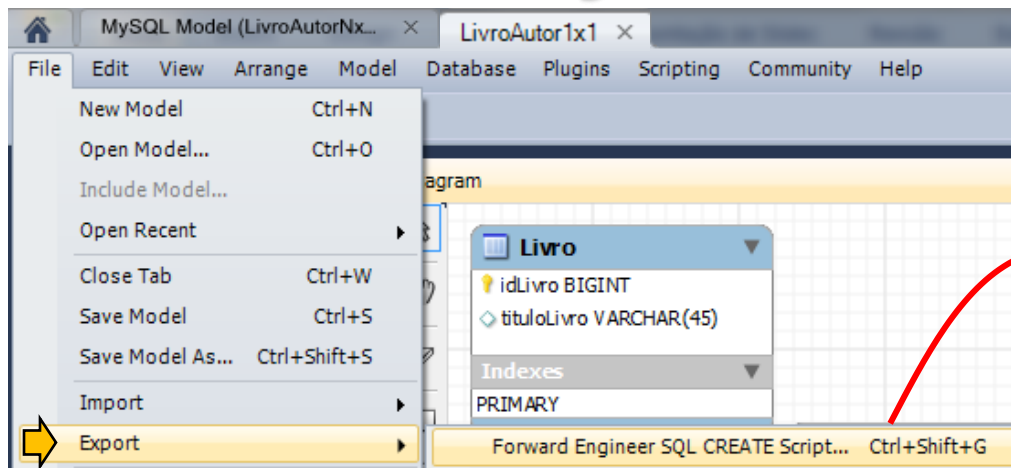 MySQL Model (LivroAutorNx... ×
LivroAutor1x1 ×
File Edit View Arrange Model Database Plugins Scripting Community Help
New Model Ctrl+N
Open Model... Ctrl+O
Include Model...
Open Recent
Close Tab Ctrl+W
Save Model Ctrl+S
Save Model As... Ctrl+Shift+S
Import
Export
Forward Engineer SQL CREATE Script... Ctrl+Shift+G
agram
Livro
idLivro BIGINT
tituloLivro VARCHAR(45)
Indexes
PRIMARY